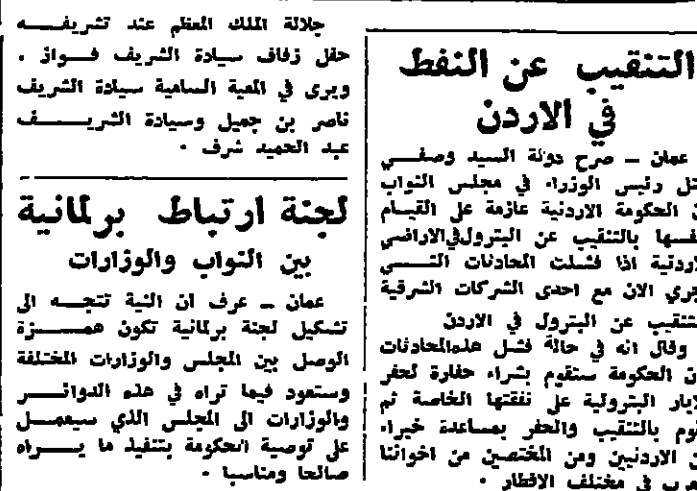 التنقيب عن النفط
في الاردن
عمان ــ صرح دولة السيد وصفي
رئيس الوزراء في مجلس النواب
الحكومة الاردنية عازمة على القيام
بالتنقيب عن البترول في الاراضي
اذا فشلت المحادثات التي
الان مع احدى الشركات الشرقية
عن البترول في الاردن
وقال انه في حالة فشل هذه المحادثات
الحكومة ستقوم بشراء حفارة لحفر
البترولية على نفقتها الخاصة ثم
بالتنقيب والحفر بمساعدة خبراء
الاردنيين ومن المختصين من اخواننا
في مختلف الاقطار .
جلالة الملك المعظم عند تشريفه
حفل زفاف سيادة الشريف فواز .
ويرى في المعية السامية سيادة الشريف
ناصر بن جميل وسيادة الشريف
عبد الحميد شرف .
لجنة ارتباط برلمانية
بين النواب والوزارات
عمان ــ عرف ان النية تتجه الى
تشكيل لجنة برلمانية تكون همزة
الوصل بين المجلس والوزارات المختلفة
وستعود فيما تراه في هذه الدوائر
والوزارات الى المجلس الذي سيعمل
على توصية الحكومة بتنفيذ ما يراه
صالحا ومناسبا .